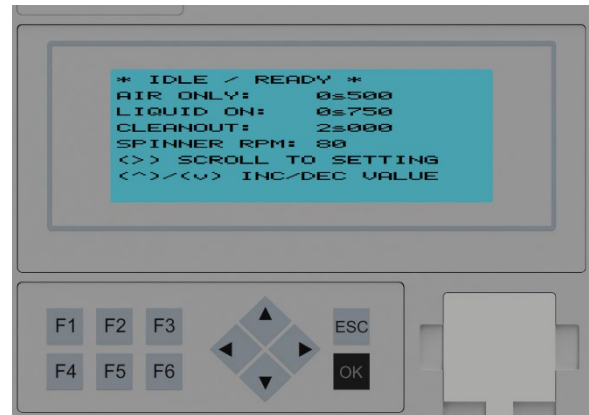 * IDLE / READY *
AIR ONLY: 0s500
LIQUID ON: 0s750
CLEANOUT: 2s000
SPINNER RPM: 80
<>> SCROLL TO SETTING
<^>/<v> INC/DEC VALUE
F1 F2 F3
ESC
F4 F5 F6
OK